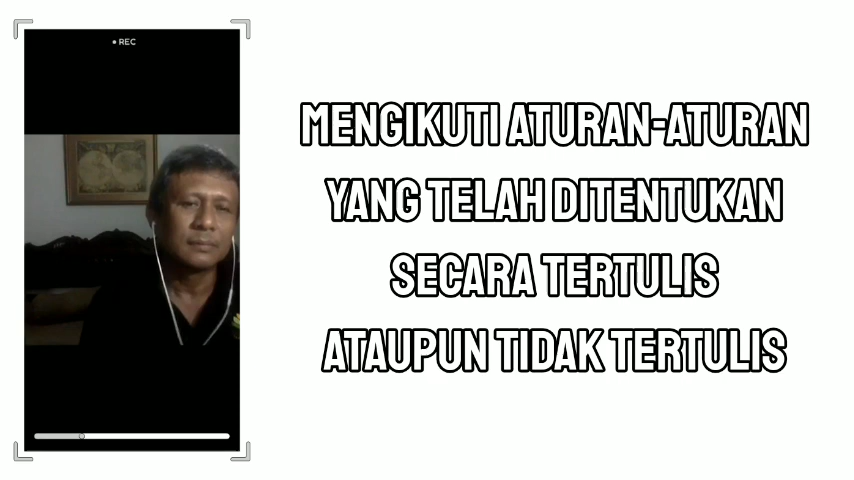 • REC
MENGIKUTI ATURAN-ATURAN
YANG TELAH DITENTUKAN
SECARA TERTULIS
ATAUPUN TIDAK TERTULIS